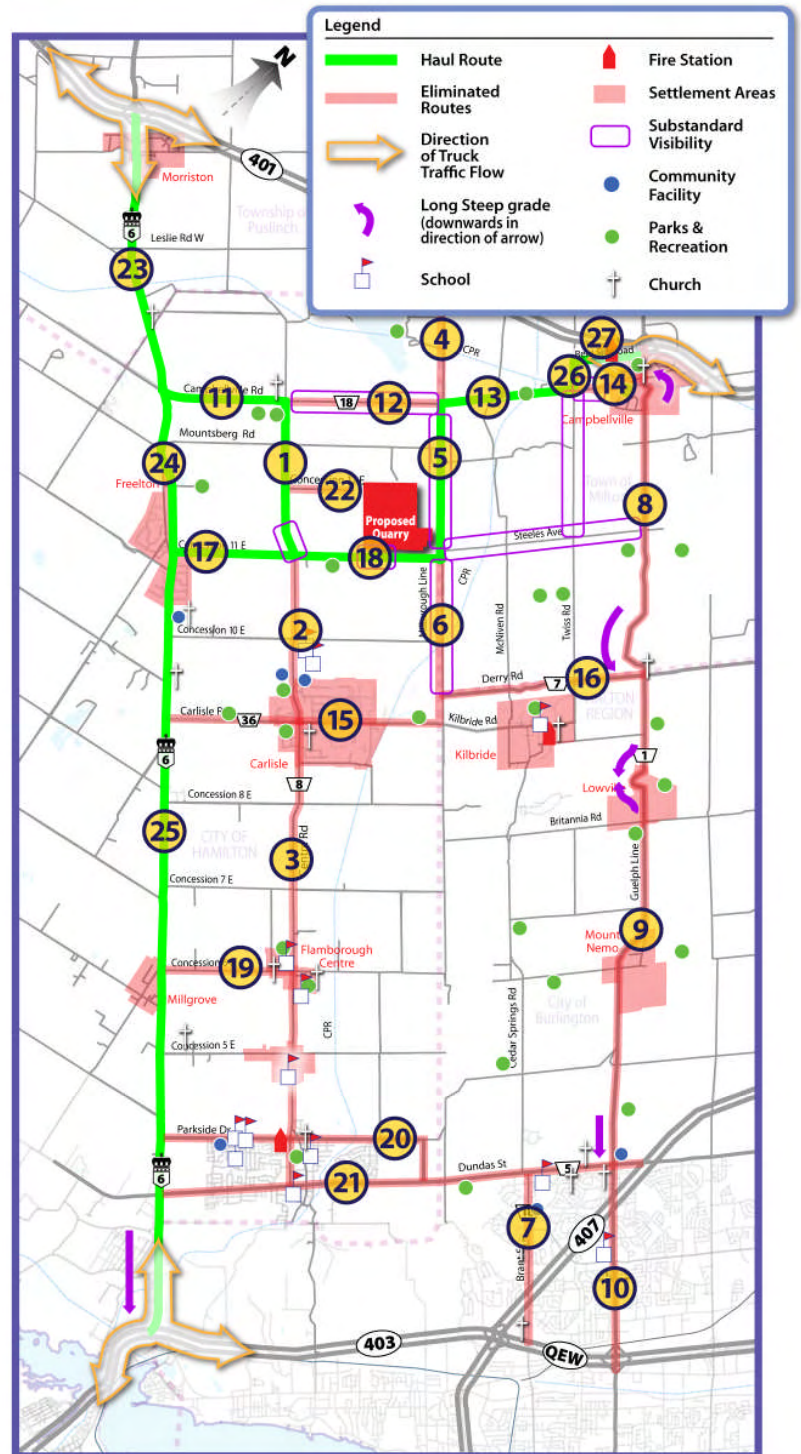 Legend
Haul Route
Eliminated
Routes
Direction
of Truck
Traffic Flow
Long Steep grade
(downwards in
direction of arrow)
School
Fire Station
Settlement Areas
Substandard
Visibility
Community
Facility
Parks &
Recreation
Church
N
401
Morriston
Township of
Puslinch
6
Leslie Rd W
23
4
CPR
27
Road
26
14
11
12
18
13
Campbellville
Mountsberg Rd
24
1
5
Freelton
22
Proposed
Quarry
8
Town of
17
11 E
18
Steeles Ave
CPR
McNiven Rd
Twiss Rd
Concession 10 E
2
6
Derry Rd
7
16
REGION
36
15
Kilbride Rd
Carlisle
Kilbride
1
6
8
Concession 8 E
Britannia Rd
CITY OF
HAMILTON
25
3
Guelph Line
Concession 7 E
9
Mount
Nemo
Flamborough
Centre
19
Millgrove
City of
Burlington
Cedar Springs Rd
CPR
Parkside
20
Dundas St
5
6
21
7
407
10
403
QEW